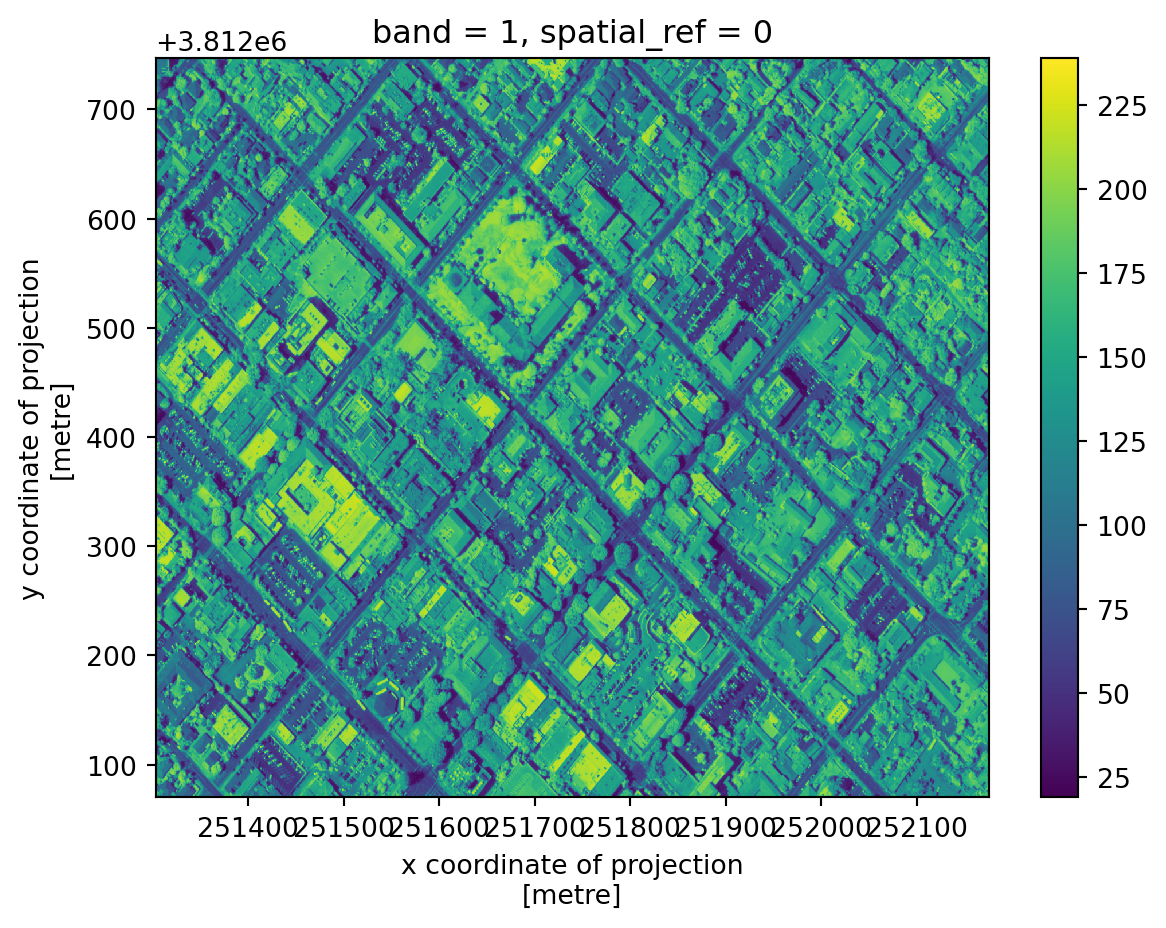 band = 1, spatial_ref = 0
+3.812e6
700
600
500
400
300
200
100
y coordinate of projection
[metre]
251400 251500 251600 251700 251800 251900 252000 252100
x coordinate of projection
[metre]
225
200
175
150
125
100
75
50
25